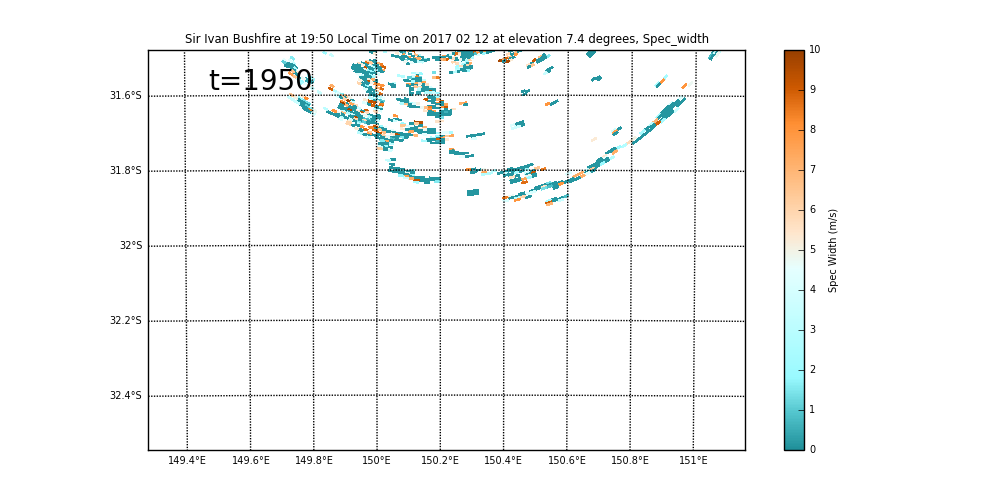 Sir Ivan Bushfire at 19:50 Local Time on 2017 02 12 at elevation 7.4 degrees, Spec_width
t=1950
31.6°S
31.8°S
32°S
32.2°S
32.4°S
149.4°E 149.6°E 149.8°E 150°E 150.2°E 150.4°E 150.6°E 150.8°E 151°E
10
9
8
7
6
5
4
3
2
1
0
Spec Width (m/s)